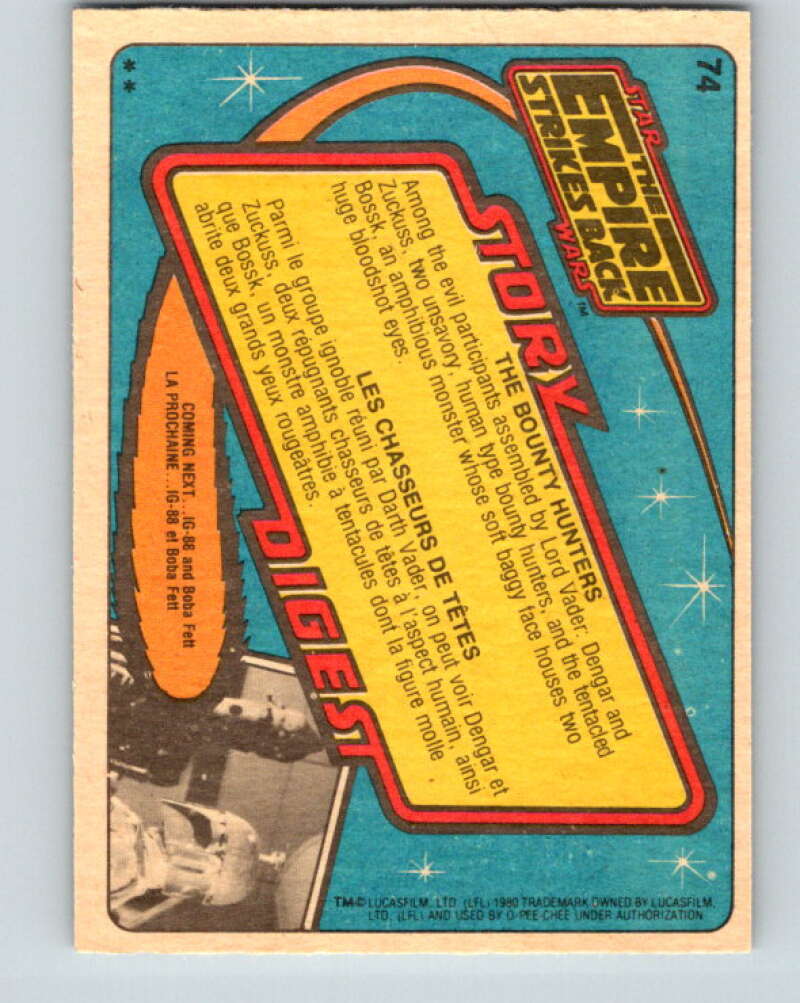 74
STAR
THE
EMPIRE
STRIKES BACK
WARS™
STORY
THE BOUNTY HUNTERS
Among the evil participants assembled by Lord Vader: Dengar and
Zuckuss, two unsavory, human type bounty hunters, and the tentacled
Bossk, an amphibious monster whose soft baggy face houses two
huge bloodshot eyes.
LES CHASSEURS DE TÊTES
Parmi le groupe ignoble réuni par Darth Vader, on peut voir Dengar et
Zuckuss, deux répugnants chasseurs de têtes à l'aspect humain, ainsi
que Bossk, un monstre amphibie à tentacules dont la figure molle
abrite deux grands yeux rougeâtres.
DIGEST
COMING NEXT...IG-88 and Boba Fett
LA PROCHAINE...IG-88 et Boba Fett
TM© LUCASFILM, LTD. (LFL) 1980 TRADEMARK OWNED BY LUCASFILM,
LTD. (LFL) AND USED BY O-PEE-CHEE UNDER AUTHORIZATION
**